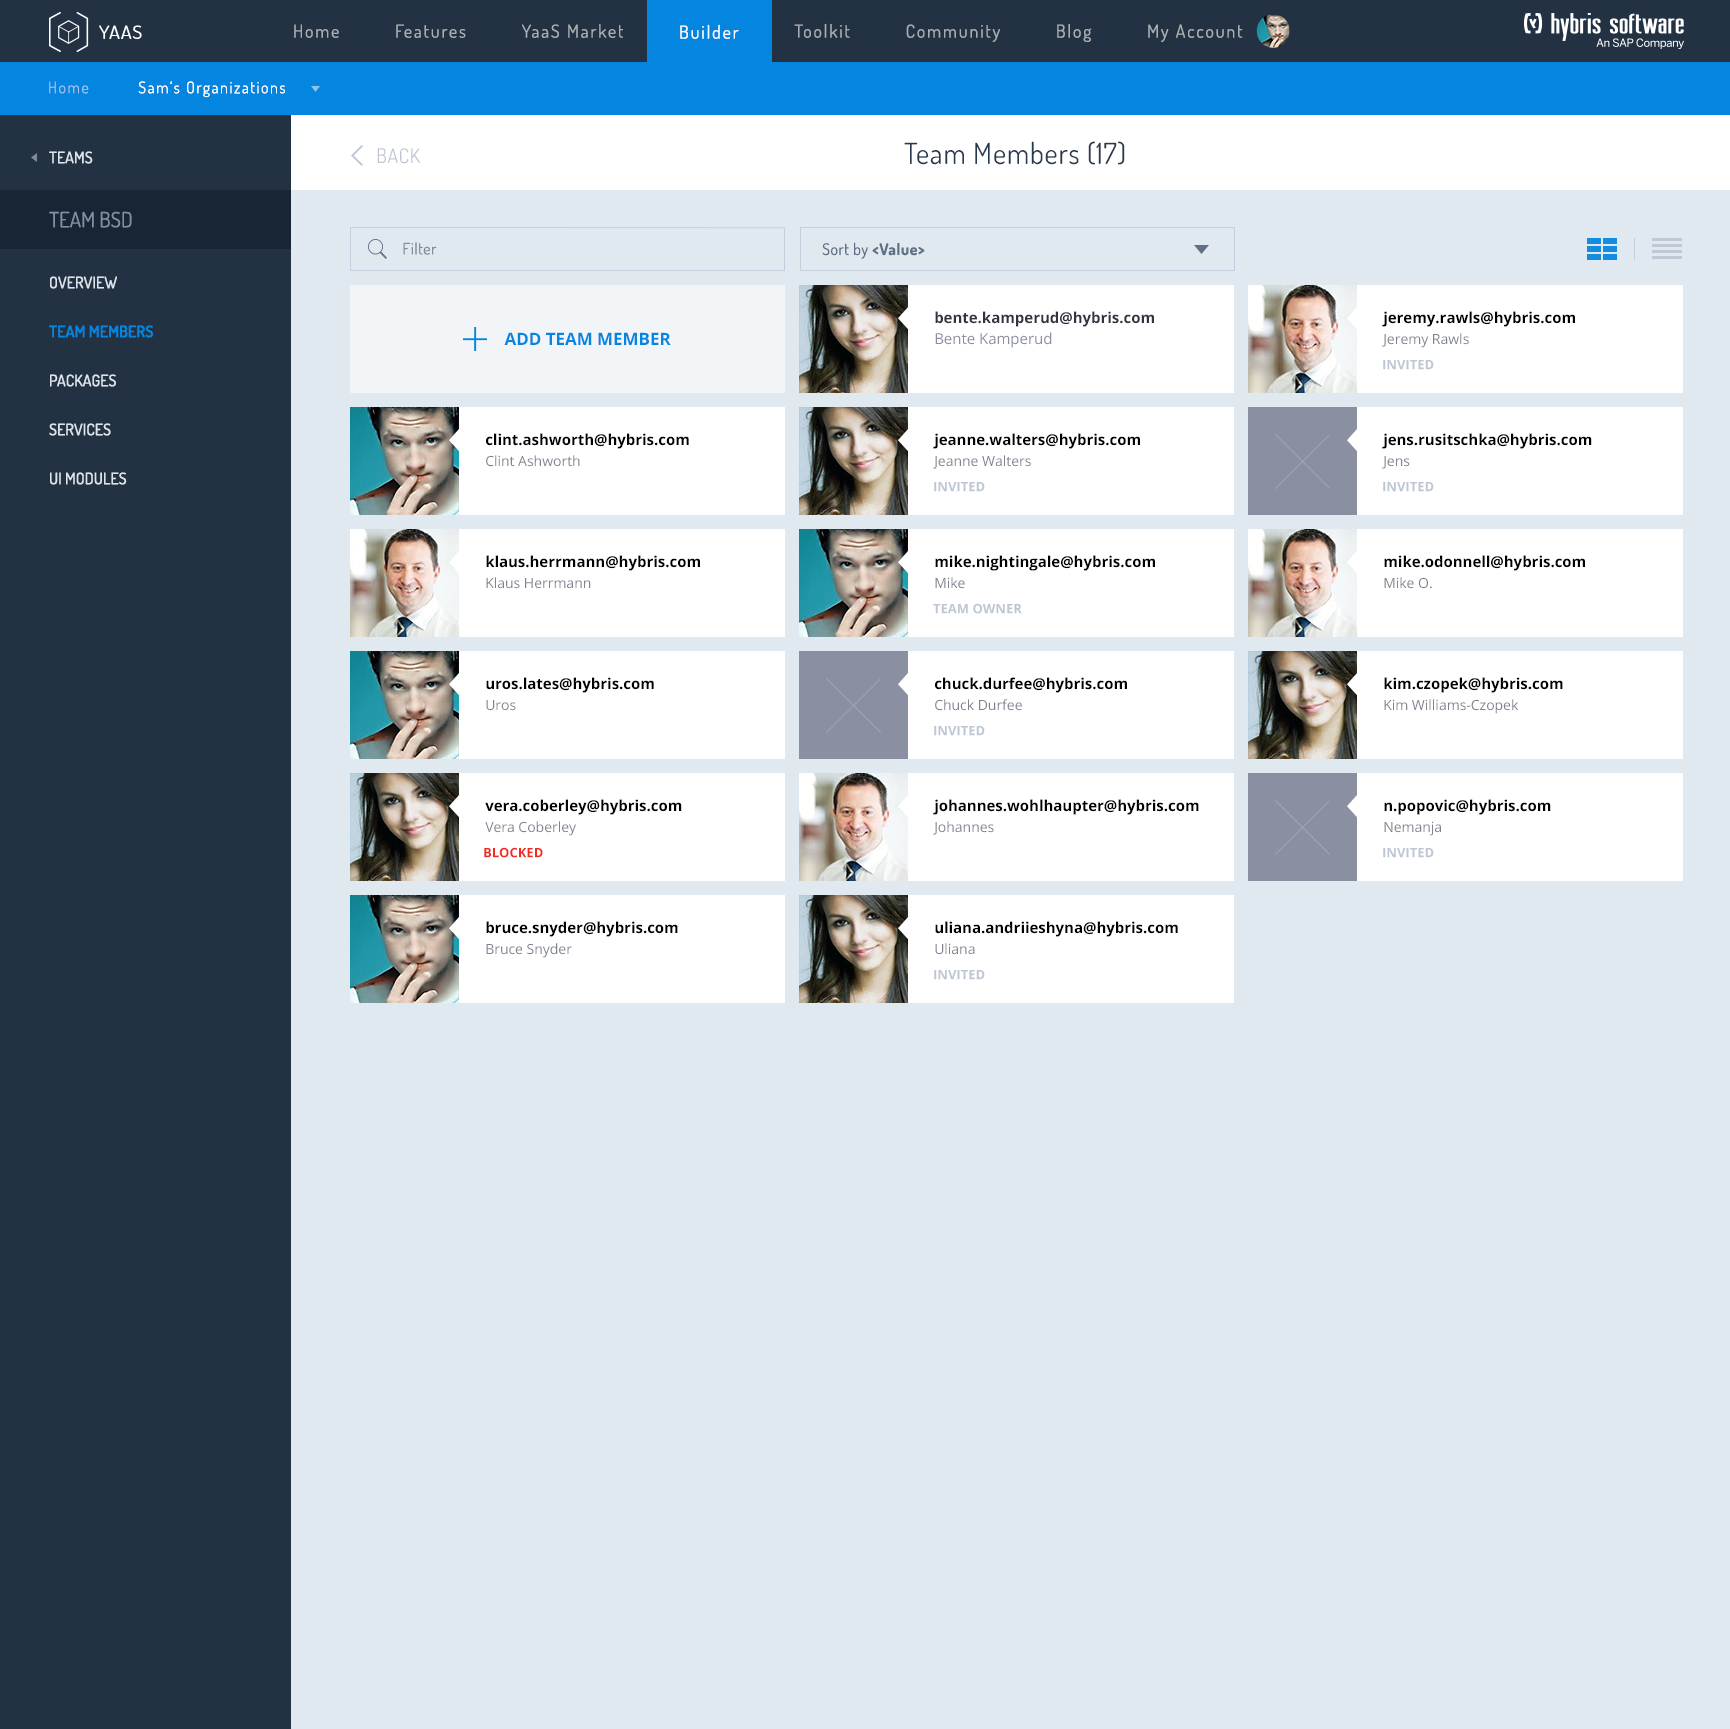 YAAS
Home
Features
YaaS Market
Builder
Toolkit
Community
Blog
My Account
hybris software
An SAP Company
Home
Sam's Organizations
TEAMS
BACK
Team Members (17)
TEAM BSD
OVERVIEW
TEAM MEMBERS
PACKAGES
SERVICES
UI MODULES
Filter
Sort by <Value>
ADD TEAM MEMBER
bente.kamperud@hybris.com
Bente Kamperud
jeremy.rawls@hybris.com
Jeremy Rawls
INVITED
clint.ashworth@hybris.com
Clint Ashworth
jeanne.walters@hybris.com
Jeanne Walters
INVITED
jens.rusitschka@hybris.com
Jens
INVITED
klaus.herrmann@hybris.com
Klaus Herrmann
mike.nightingale@hybris.com
Mike
TEAM OWNER
mike.odonnell@hybris.com
Mike O.
uros.lates@hybris.com
Uros
chuck.durfee@hybris.com
Chuck Durfee
INVITED
kim.czopek@hybris.com
Kim Williams-Czopek
vera.coberley@hybris.com
Vera Coberley
BLOCKED
johannes.wohlhaupter@hybris.com
Johannes
n.popovic@hybris.com
Nemanja
INVITED
bruce.snyder@hybris.com
Bruce Snyder
uliana.andriieshyna@hybris.com
Uliana
INVITED